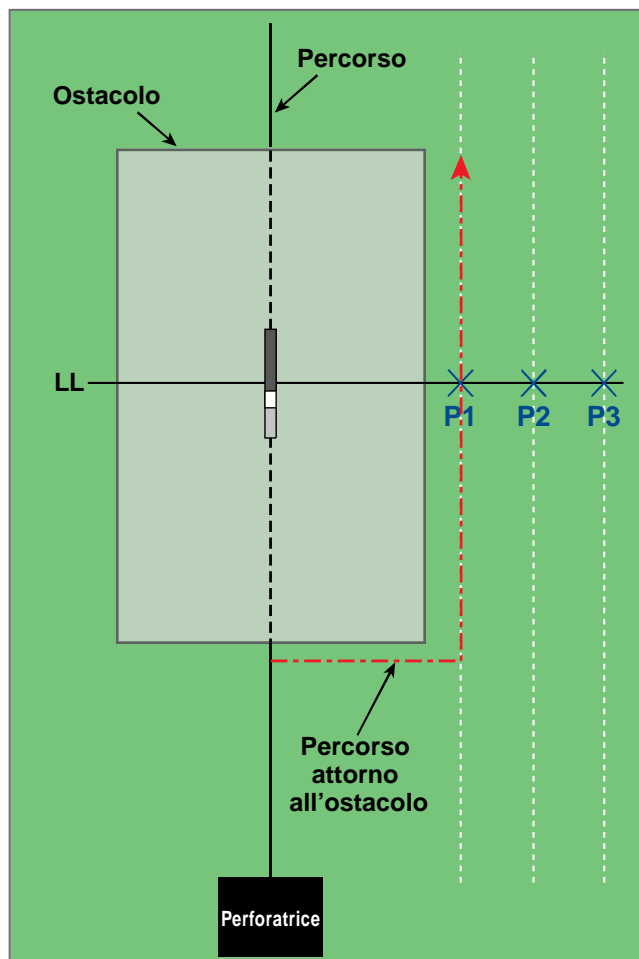 Percorso
Ostacolo
LL
P1 P2 P3
Percorso
attorno
all'ostacolo
Perforatrice